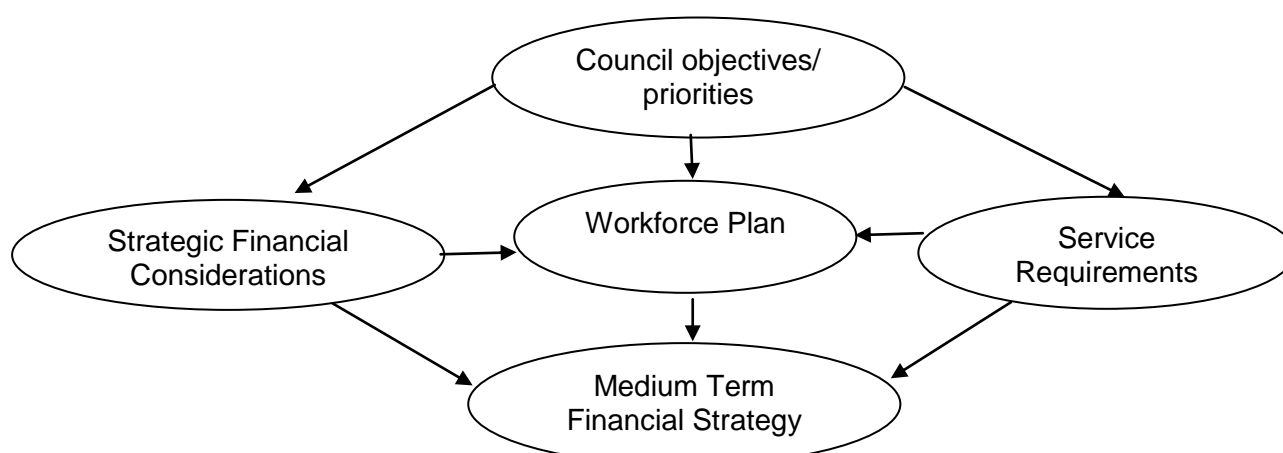 Council objectives/
priorities
Workforce Plan
Strategic Financial
Considerations
Service
Requirements
Medium Term
Financial Strategy